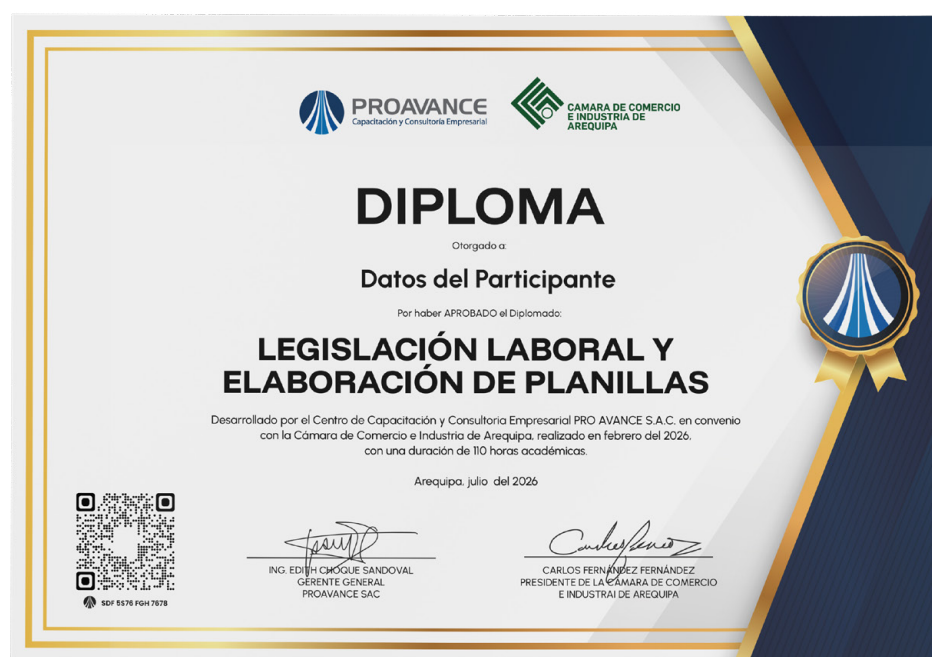 PROAVANCE
Capacitación y Consultoría Empresarial
CAMARA DE COMERCIO
E INDUSTRIA DE
AREQUIPA
DIPLOMA
Otorgado a:
Datos del Participante
Por haber APROBADO el Diplomado:
LEGISLACIÓN LABORAL Y
ELABORACIÓN DE PLANILLAS
Desarrollado por el Centro de Capacitación y Consultoria Empresarial PRO AVANCE S.A.C. en convenio
con la Cámara de Comercio e Industria de Arequipa, realizado en febrero del 2026,
con una duración de 110 horas académicas.
Arequipa, julio del 2026
ING. EDITH CHOQUE SANDOVAL
GERENTE GENERAL
PROAVANCE SAC
CARLOS FERNÁNDEZ FERNÁNDEZ
PRESIDENTE DE LA CÁMARA DE COMERCIO
E INDUSTRAI DE AREQUIPA
SDF 5S76 FGH 7678